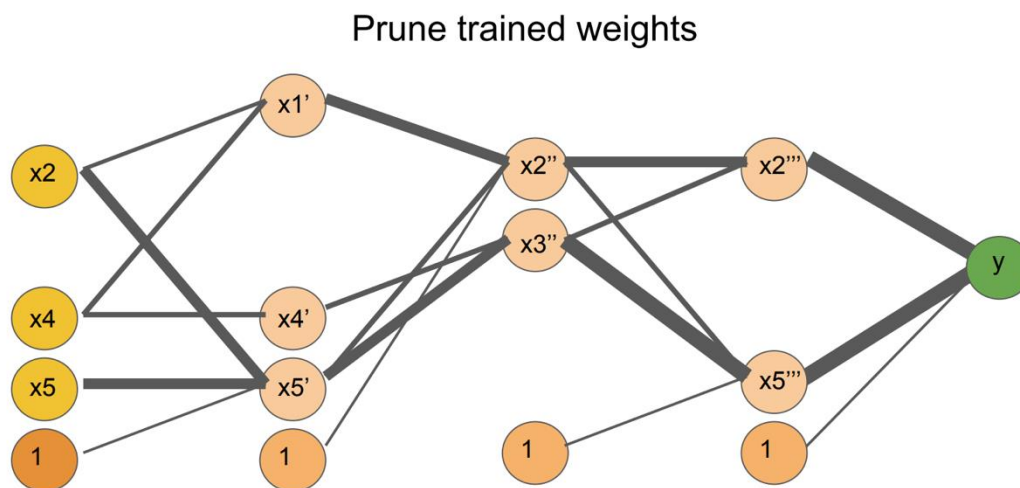 Prune trained weights
x1’
x2
x2’’
x2’’’
x3’’
y
x4
x4’
x5
x5’
x5’’’
1
1
1
1